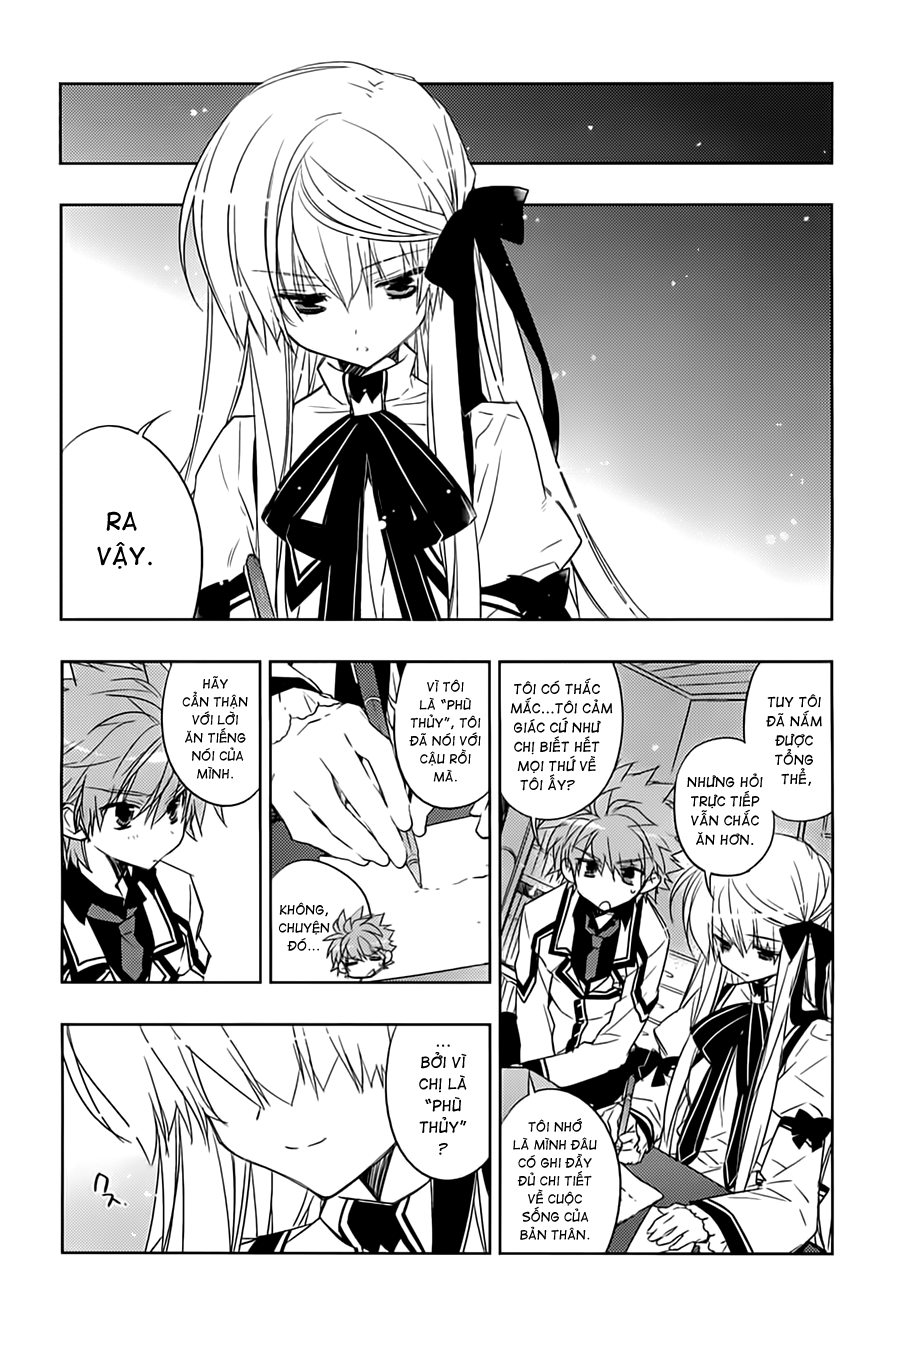 RA
VẬY.
TUY TÔI
ĐÃ NẮM
ĐƯỢC
TỔNG
THỂ,
NHƯNG HỎI
TRỰC TIẾP
VẪN CHẮC
ĂN HƠN.
TÔI CÓ THẮC
MẮC...TÔI CẢM
GIÁC CỨ NHƯ
CHỊ BIẾT HẾT
MỌI THỨ VỀ
TÔI ẤY?
TÔI NHỚ
LÀ MÌNH ĐÂU
CÓ GHI ĐẦY
ĐỦ CHI TIẾT
VỀ CUỘC
SỐNG CỦA
BẢN THÂN.
VÌ TÔI
LÀ "PHÙ
THỦY", TÔI
ĐÃ NÓI VỚI
CẬU RỒI
MÀ.
KHÔNG,
CHUYỆN
ĐÓ...
HÃY
CẨN THẬN
VỚI LỜI
ĂN TIẾNG
NÓI CỦA
MÌNH.
...
BỞI VÌ
CHỊ LÀ
"PHÙ
THỦY"
?
クス